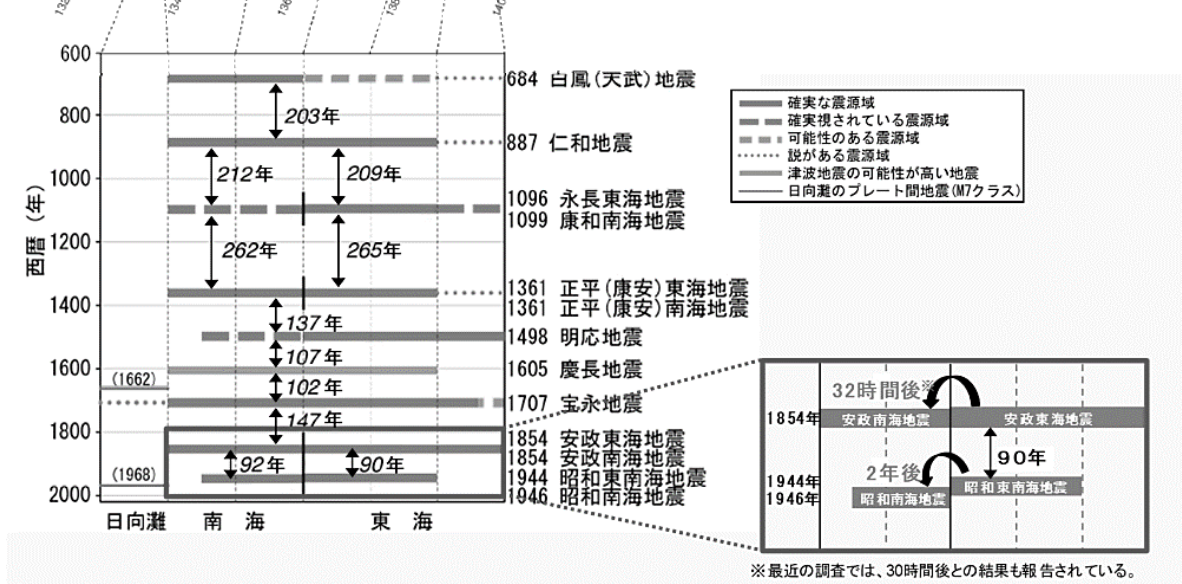 600
800
1000
1200
1400
1600
1800
2000
西暦（年）
684 白鳳（天武）地震
203年
887 仁和地震
212年
209年
1096 永長東海地震
1099 康和南海地震
262年
265年
1361 正平（康安）東海地震
1361 正平（康安）南海地震
137年
1498 明応地震
107年
1605 慶長地震
(1662)
102年
1707 宝永地震
147年
1854 安政東海地震
1854 安政南海地震
92年
90年
(1968)
1944 昭和東南海地震
1946 昭和南海地震
日向灘
南 海
東 海
確実な震源域
確実視されている震源域
可能性のある震源域
説がある震源域
津波地震の可能性が高い地震
日向灘のプレート間地震(M7クラス)
32時間後※
1854年
安政南海地震
安政東海地震
90年
2年後
1944年
1946年
昭和東南海地震
昭和南海地震
※最近の調査では、30時間後との結果も報告されている。